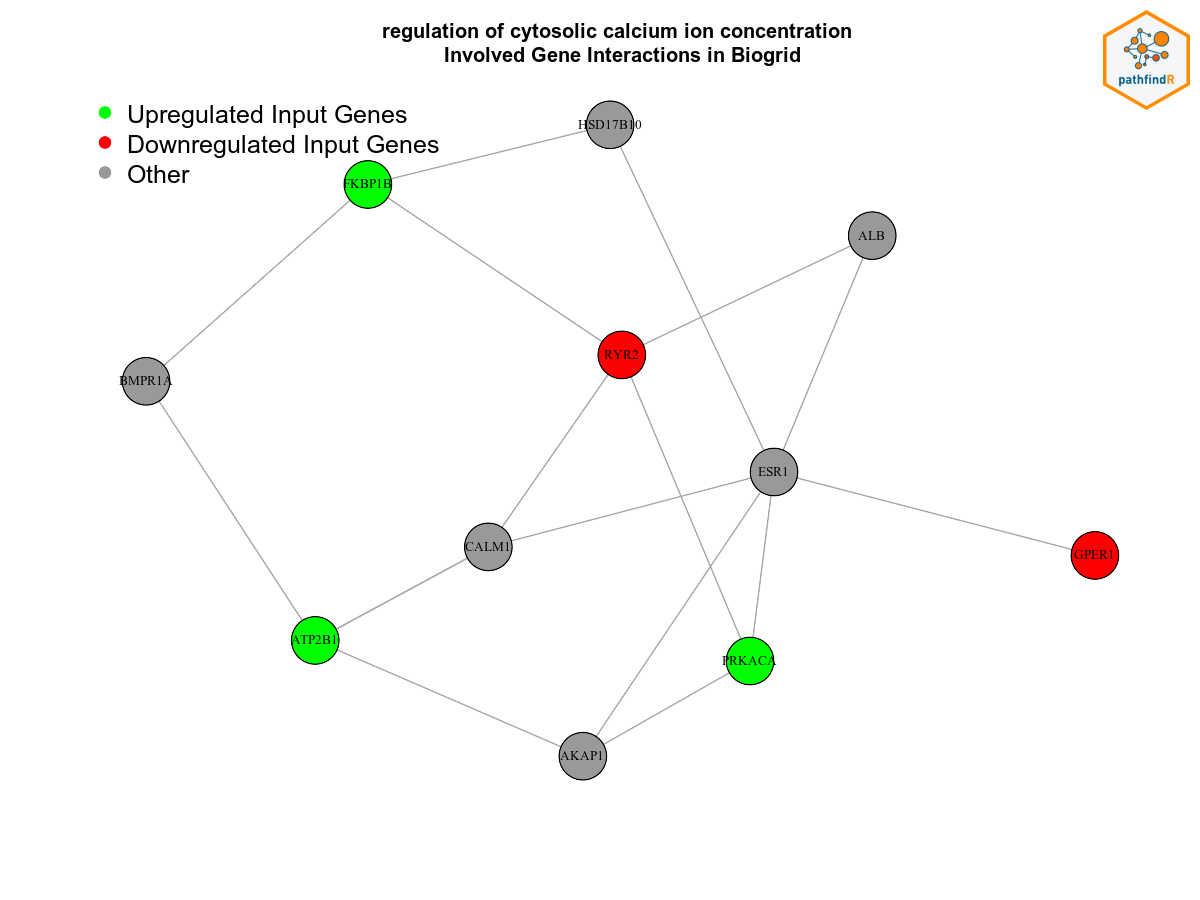 regulation of cytosolic calcium ion concentration
Involved Gene Interactions in Biogrid
pathfindR
Upregulated Input Genes
Downregulated Input Genes
Other
HSD17B10
FKBP1B
ALB
RYR2
BMPR1A
ESR1
CALM1
GPER1
ATP2B1
PRKACA
AKAP1